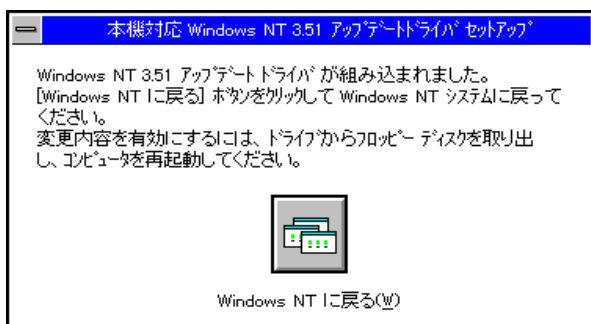 本機対応 Windows NT 3.51 ｱｯﾌﾟﾃﾞｰﾄﾄﾞﾗｲﾊﾞ ｾｯﾄｱｯﾌﾟ
Windows NT 3.51 ｱｯﾌﾟﾃﾞｰﾄ ﾄﾞﾗｲﾊﾞ が組み込まれました。
[Windows NT に戻る] ﾎﾞﾀﾝをｸﾘｯｸして Windows NT ｼｽﾃﾑに戻って
ください。
変更内容を有効にするには、ﾄﾞﾗｲﾌﾞからﾌﾛｯﾋﾟｰ ﾃﾞｨｽｸを取り出
し、ｺﾝﾋﾟｭｰﾀを再起動してください。
Windows NT に戻る(W)